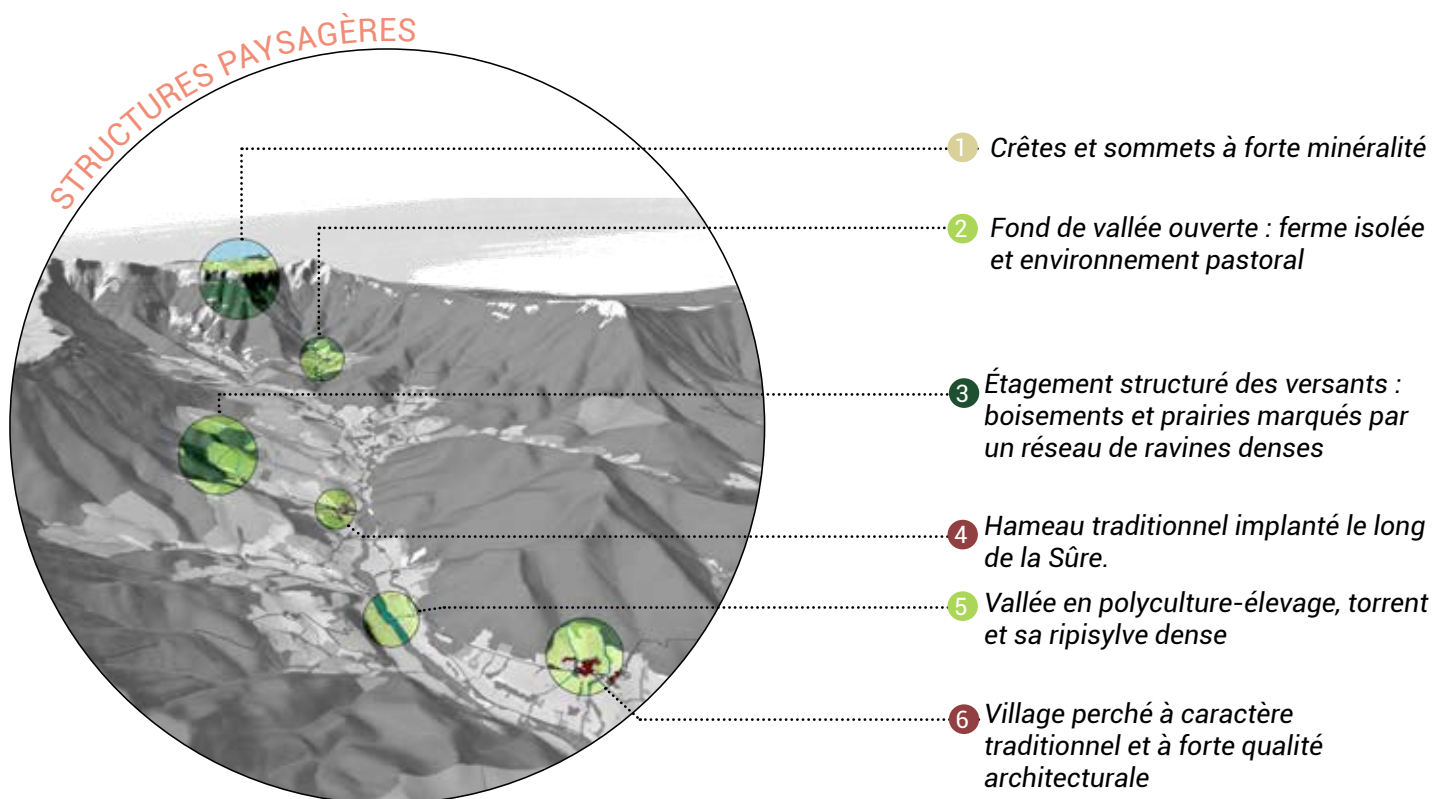 STRUCTURES PAYSAGÈRES
1 Crêtes et sommets à forte minéralité
2 Fond de vallée ouverte : ferme isolée
et environnement pastoral
3 Étagement structuré des versants :
boisements et prairies marqués par
un réseau de ravines denses
4 Hameau traditionnel implanté le long
de la Sûre.
5 Vallée en polyculture-élevage, torrent
et sa ripisylve dense
6 Village perché à caractère
traditionnel et à forte qualité
architecturale